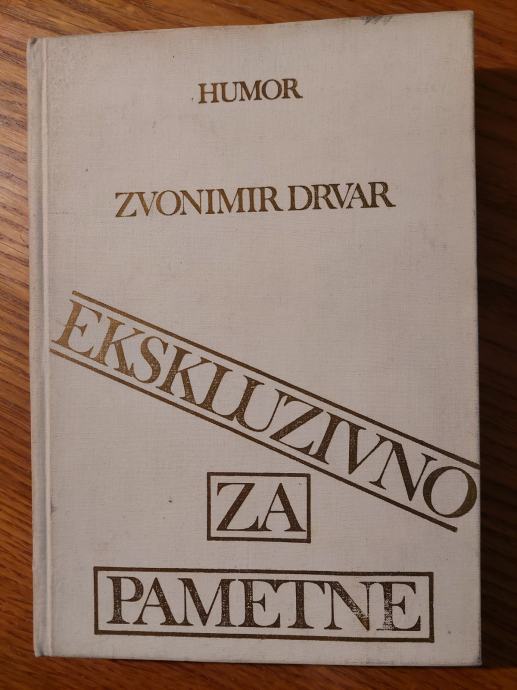 HUMOR
ZVONIMIR DRVAR
EKSKLUZIVNO
ZA
PAMETNE